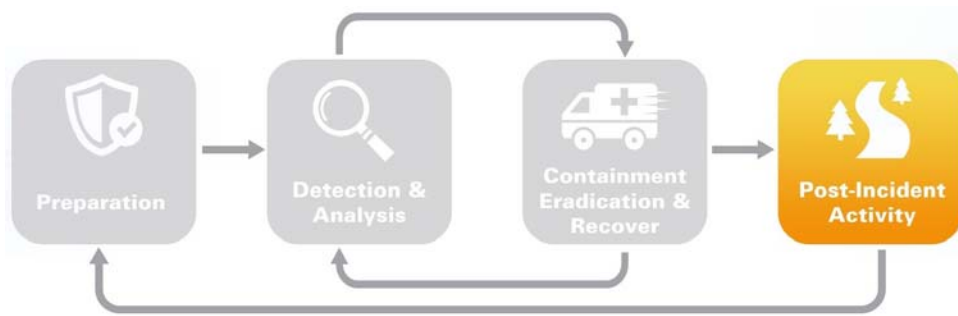 Preparation
Detection &
Analysis
Containment
Eradication &
Recover
Post-Incident
Activity